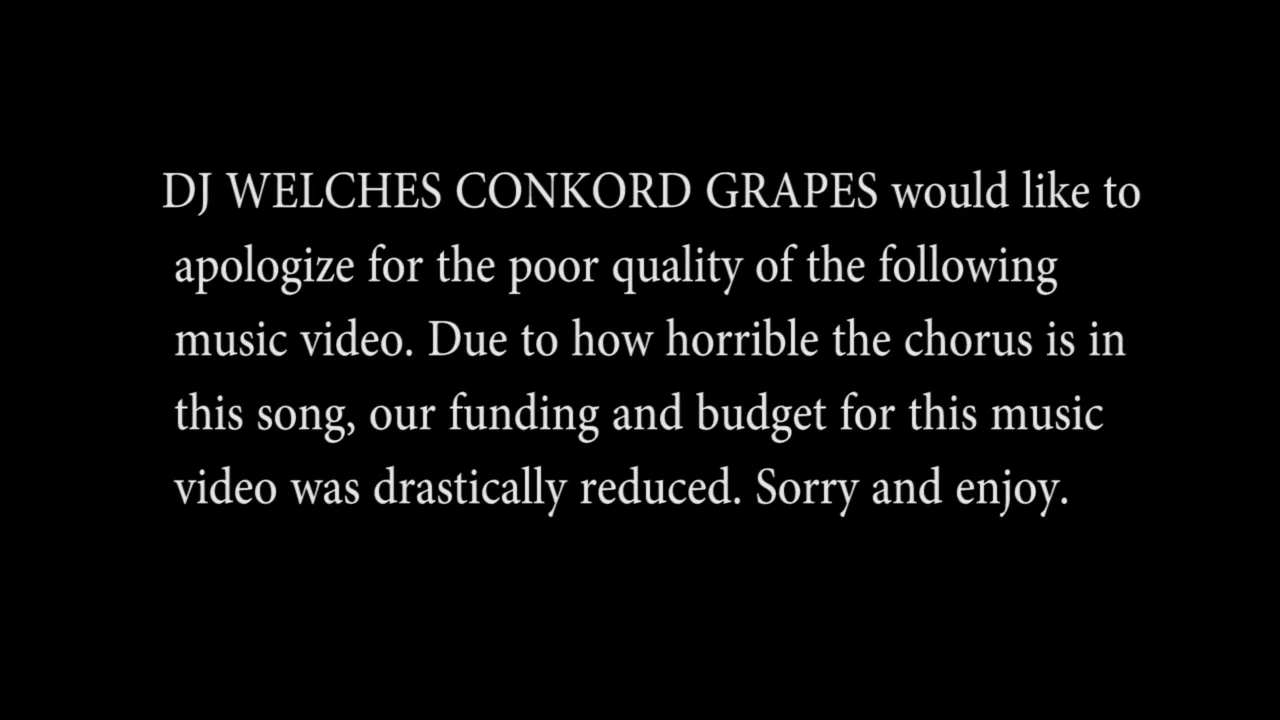 DJ WELCHES CONKORD GRAPES would like to
apologize for the poor quality of the following
music video. Due to how horrible the chorus is in
this song, our funding and budget for this music
video was drastically reduced. Sorry and enjoy.